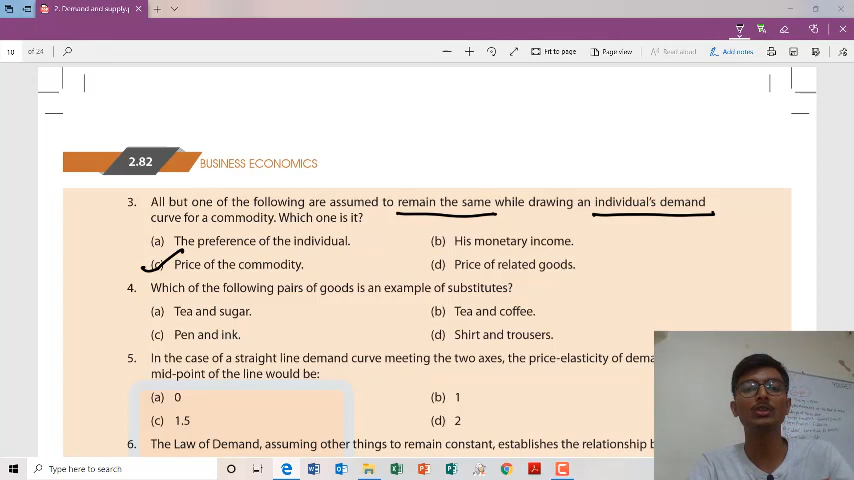 2. Demand and supply.p
10 of 24
Fit to page
Page view
Read aloud
Add notes
2.82 BUSINESS ECONOMICS
3. All but one of the following are assumed to remain the same while drawing an individual's demand
curve for a commodity. Which one is it?
(a) The preference of the individual. (b) His monetary income.
(c) Price of the commodity. (d) Price of related goods.
4. Which of the following pairs of goods is an example of substitutes?
(a) Tea and sugar. (b) Tea and coffee.
(c) Pen and ink. (d) Shirt and trousers.
5. In the case of a straight line demand curve meeting the two axes, the price-elasticity of dema
mid-point of the line would be:
(a) 0 (b) 1
(c) 1.5 (d) 2
6. The Law of Demand, assuming other things to remain constant, establishes the relationship b
Type here to search